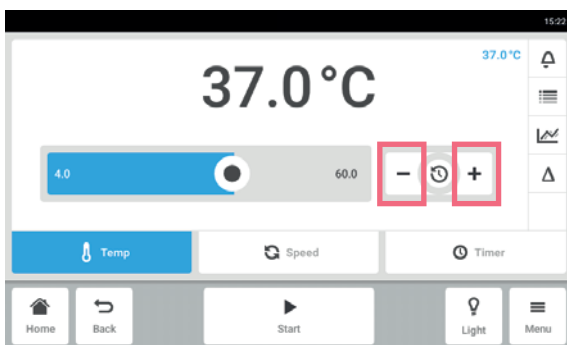 15:22
37.0°C
37.0°C
4.0
60.0
− +
Temp
Speed
Timer
Home
Back
Start
Light
Menu